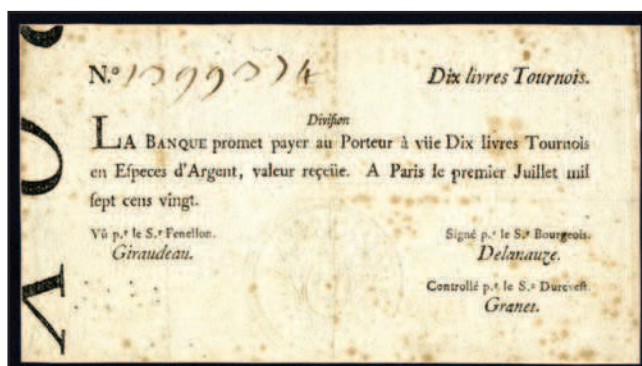 N.º 1399374 Dix livres Tournois.
Division
LA BANQUE promet payer au Porteur à vüe Dix livres Tournois
en Eſpeces d'Argent, valeur reçeüe. A Paris le premier Juillet mil
ſept cens vingt.
Vû p.r le S.r Fenellon. Signé p.r le S.r Bourgeois.
Giraudeau. Delanauze.
Controllé p.r le S.r Dureveſt.
Granet.